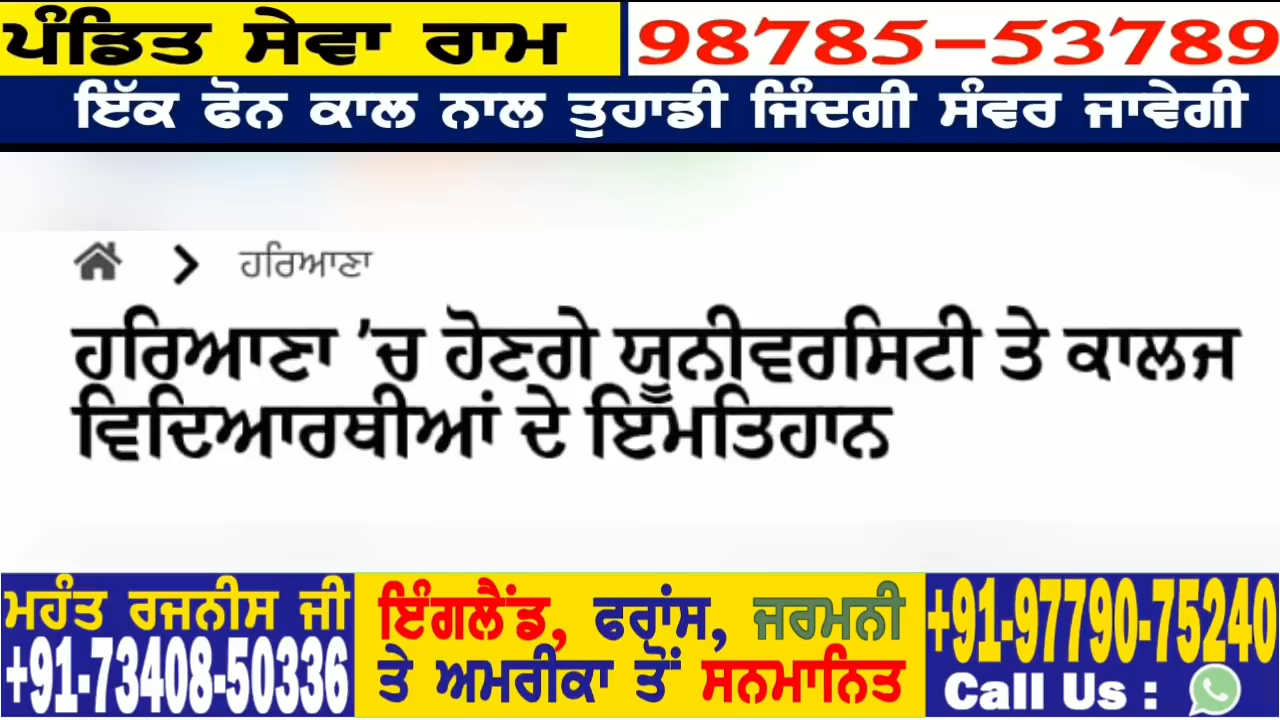 ਪੰਡਿਤ ਸੇਵਾ ਰਾਮ 98785-53789
ਇੱਕ ਫੋਨ ਕਾਲ ਨਾਲ ਤੁਹਾਡੀ ਜਿੰਦਗੀ ਸੰਵਰ ਜਾਵੇਗੀ
ਹਰਿਆਣਾ
ਹਰਿਆਣਾ 'ਚ ਹੋਣਗੇ ਯੂਨੀਵਰਸਿਟੀ ਤੇ ਕਾਲਜ
ਵਿਦਿਆਰਥੀਆਂ ਦੇ ਇਮਤਿਹਾਨ
ਮਹੰਤ ਰਜਨੀਸ ਜੀ
+91-73408-50336
ਇੰਗਲੈਂਡ, ਫਰਾਂਸ, ਜਰਮਨੀ
ਤੇ ਅਮਰੀਕਾ ਤੋਂ ਸਨਮਾਨਿਤ
+91-97790-75240
Call Us :